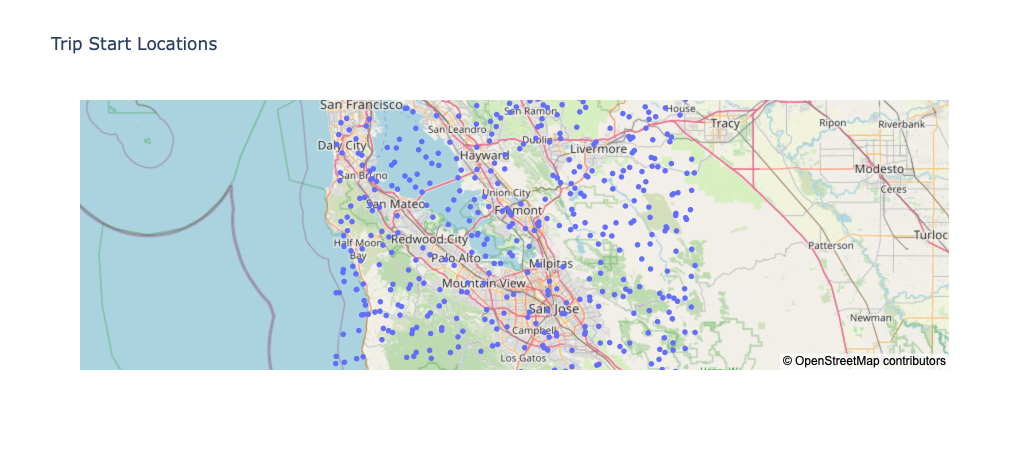 Trip Start Locations
San Francisco
House
San Ramon
Tracy
Ripon
Riverbank
San Leandro
Daly City
Dublin
Livermore
Hayward
Modesto
San Bruno
Ceres
Union City
San Mateo
Fremont
Redwood City
Turloc
Half Moon
Bay
Patterson
Palo Alto
Milpitas
Mountain View
San Jose
Newman
Campbell
Los Gatos
© OpenStreetMap contributors